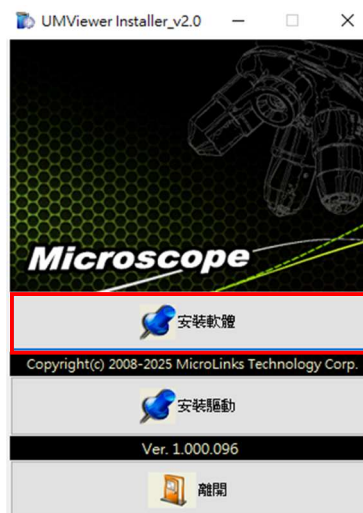 UMViewer Installer_v2.0
Microscope
安裝軟體
Copyright(c) 2008-2025 MicroLinks Technology Corp.
安裝驅動
Ver. 1.000.096
離開